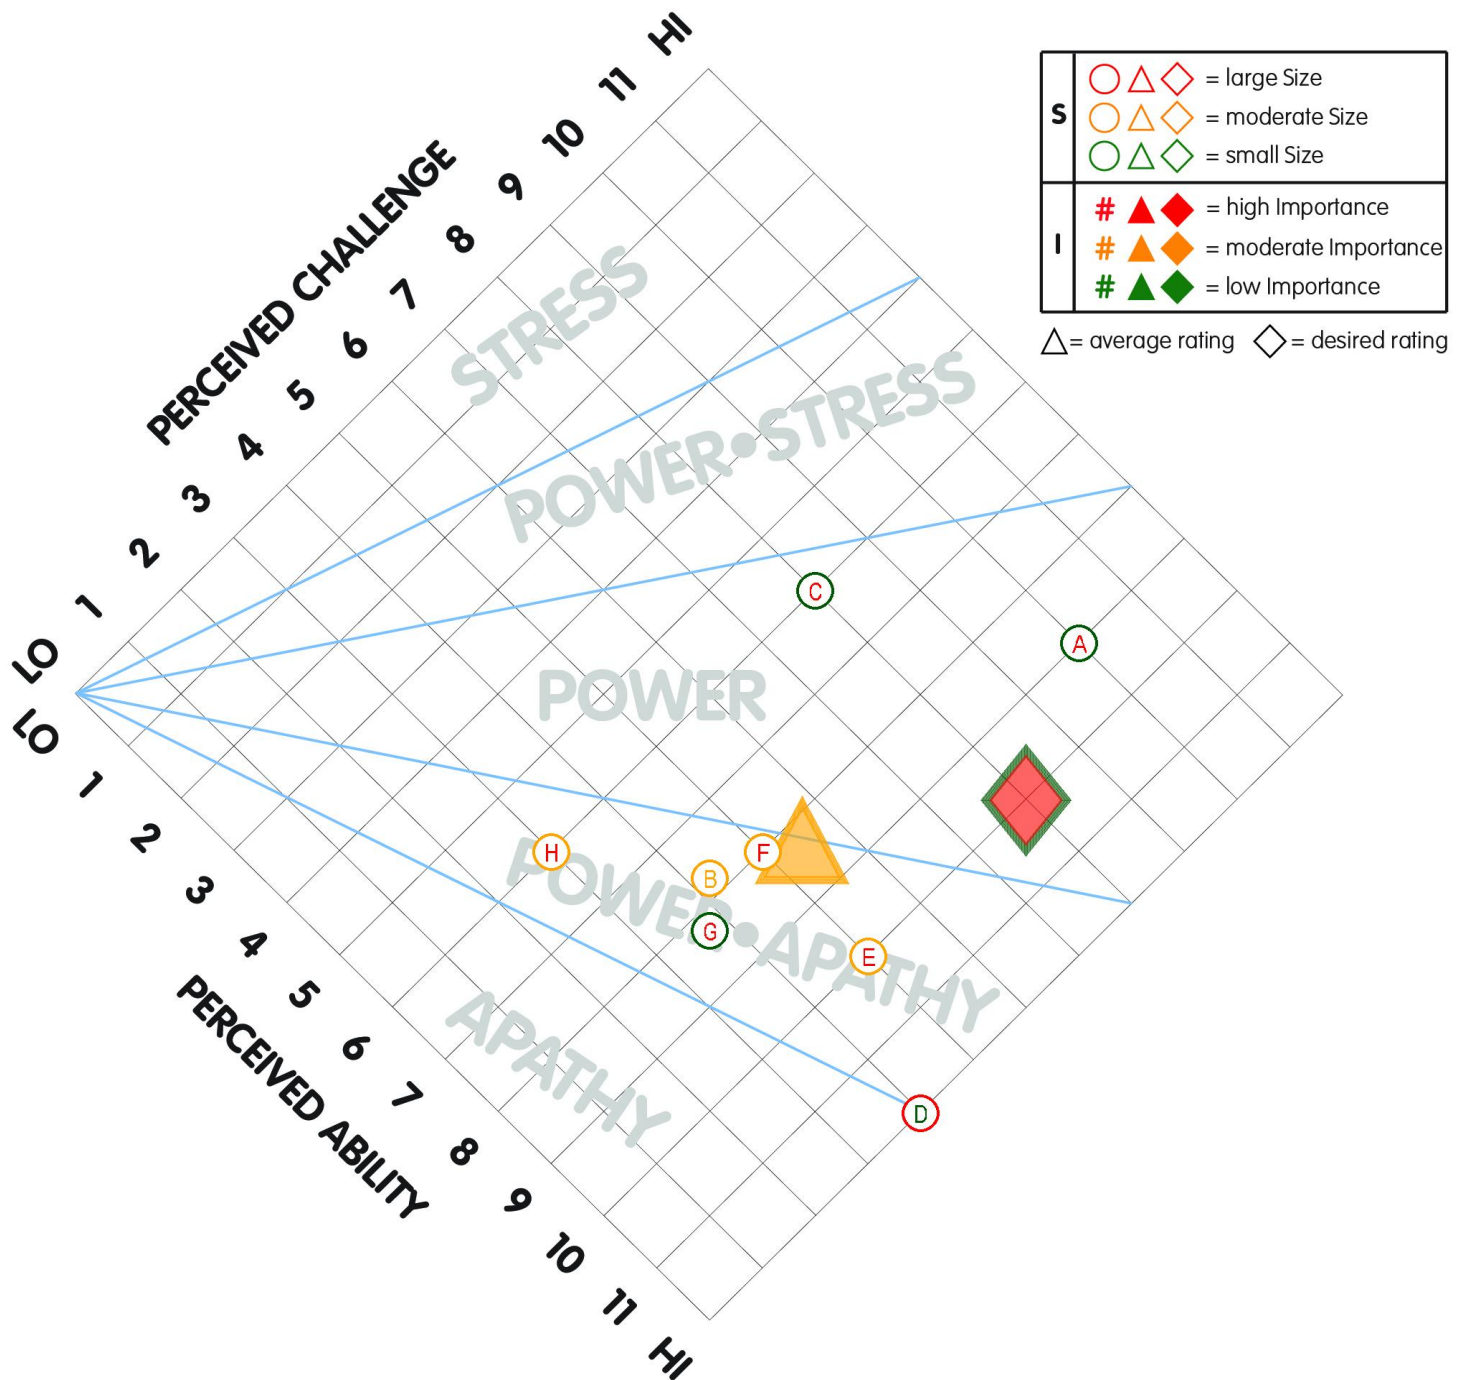 HI
11
10
9
8
7
6
5
4
3
2
1
LO
PERCEIVED CHALLENGE
LO
1
2
3
4
5
6
7
8
9
10
11
HI
PERCEIVED ABILITY
STRESS
POWER•STRESS
POWER
POWER•APATHY
APATHY
C
A
H
B
F
G
E
D
S
= large Size
= moderate Size
= small Size
I
# = high Importance
# = moderate Importance
# = low Importance
= average rating = desired rating